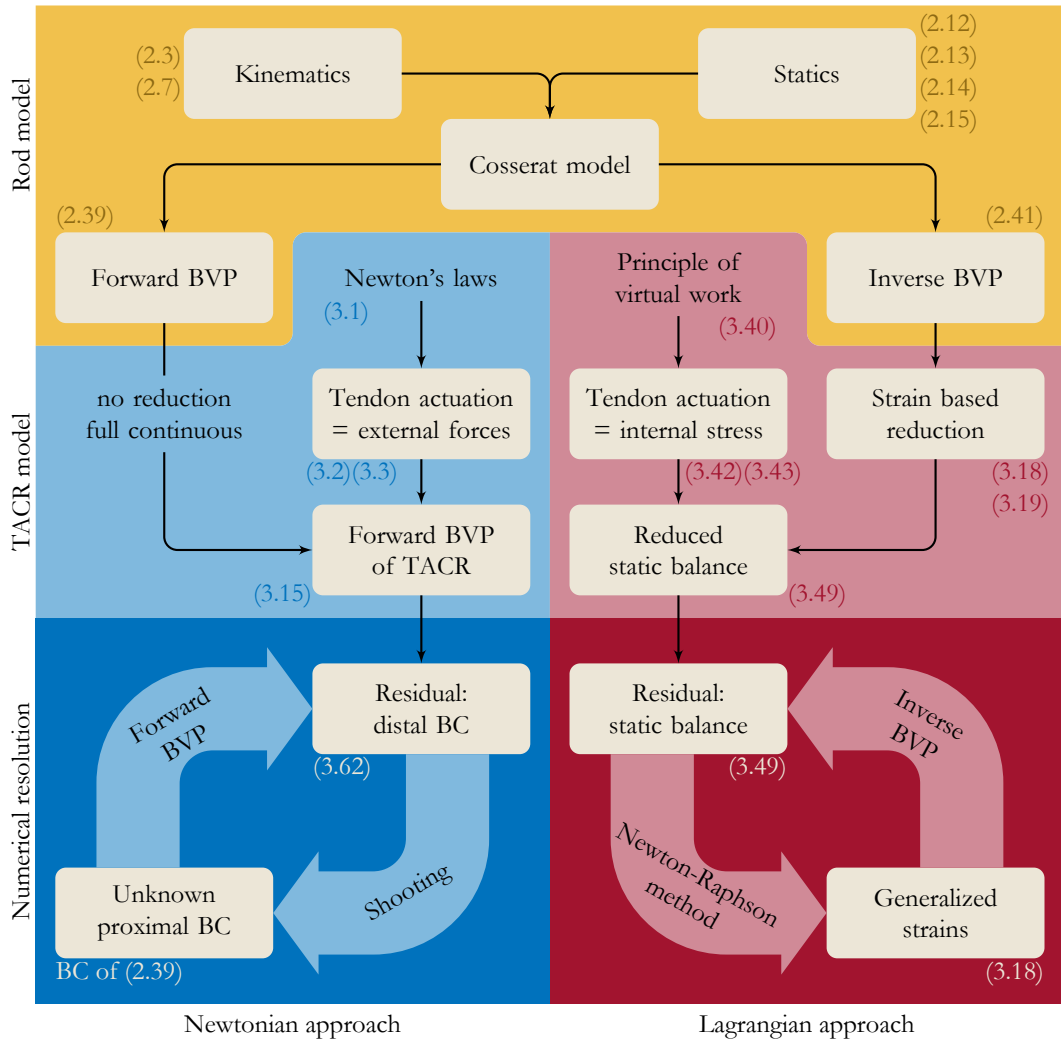 Rod model
(2.3)
(2.7)
Kinematics
Statics
(2.12)
(2.13)
(2.14)
(2.15)
Cosserat model
(2.39)
Forward BVP
(2.41)
Inverse BVP
TACR model
Newton’s laws
(3.1)
Principle of
virtual work
(3.40)
no reduction
full continuous
Tendon actuation
= external forces
(3.2)(3.3)
Tendon actuation
= internal stress
(3.42)(3.43)
Strain based
reduction
(3.18)
(3.19)
Forward BVP
of TACR
(3.15)
Reduced
static balance
(3.49)
Numerical resolution
Forward
BVP
Residual:
distal BC
(3.62)
Residual:
static balance
(3.49)
Inverse
BVP
Unknown
proximal BC
BC of (2.39)
Shooting
Newton-Raphson
method
Generalized
strains
(3.18)
Newtonian approach
Lagrangian approach